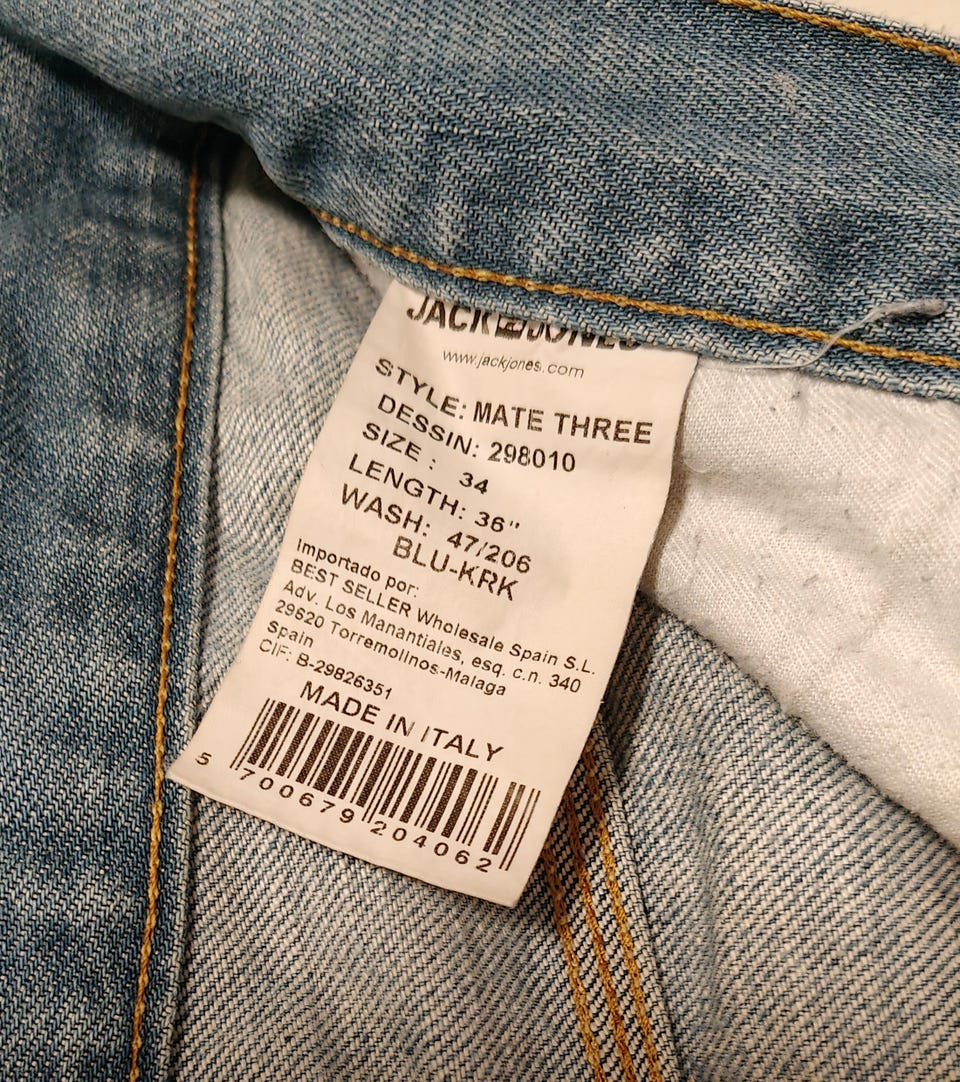 JACK & JONES
www.jackjones.com
STYLE: MATE THREE
DESSIN: 298010
SIZE : 34
LENGTH: 36"
WASH: 47/206
BLU-KRK
Importado por:
BEST SELLER Wholesale Spain S.L.
Adv. Los Manantiales, esq. c.n. 340
29620 Torremolinos-Malaga
Spain
CIF: B-29826351
MADE IN ITALY
5 700679 204062